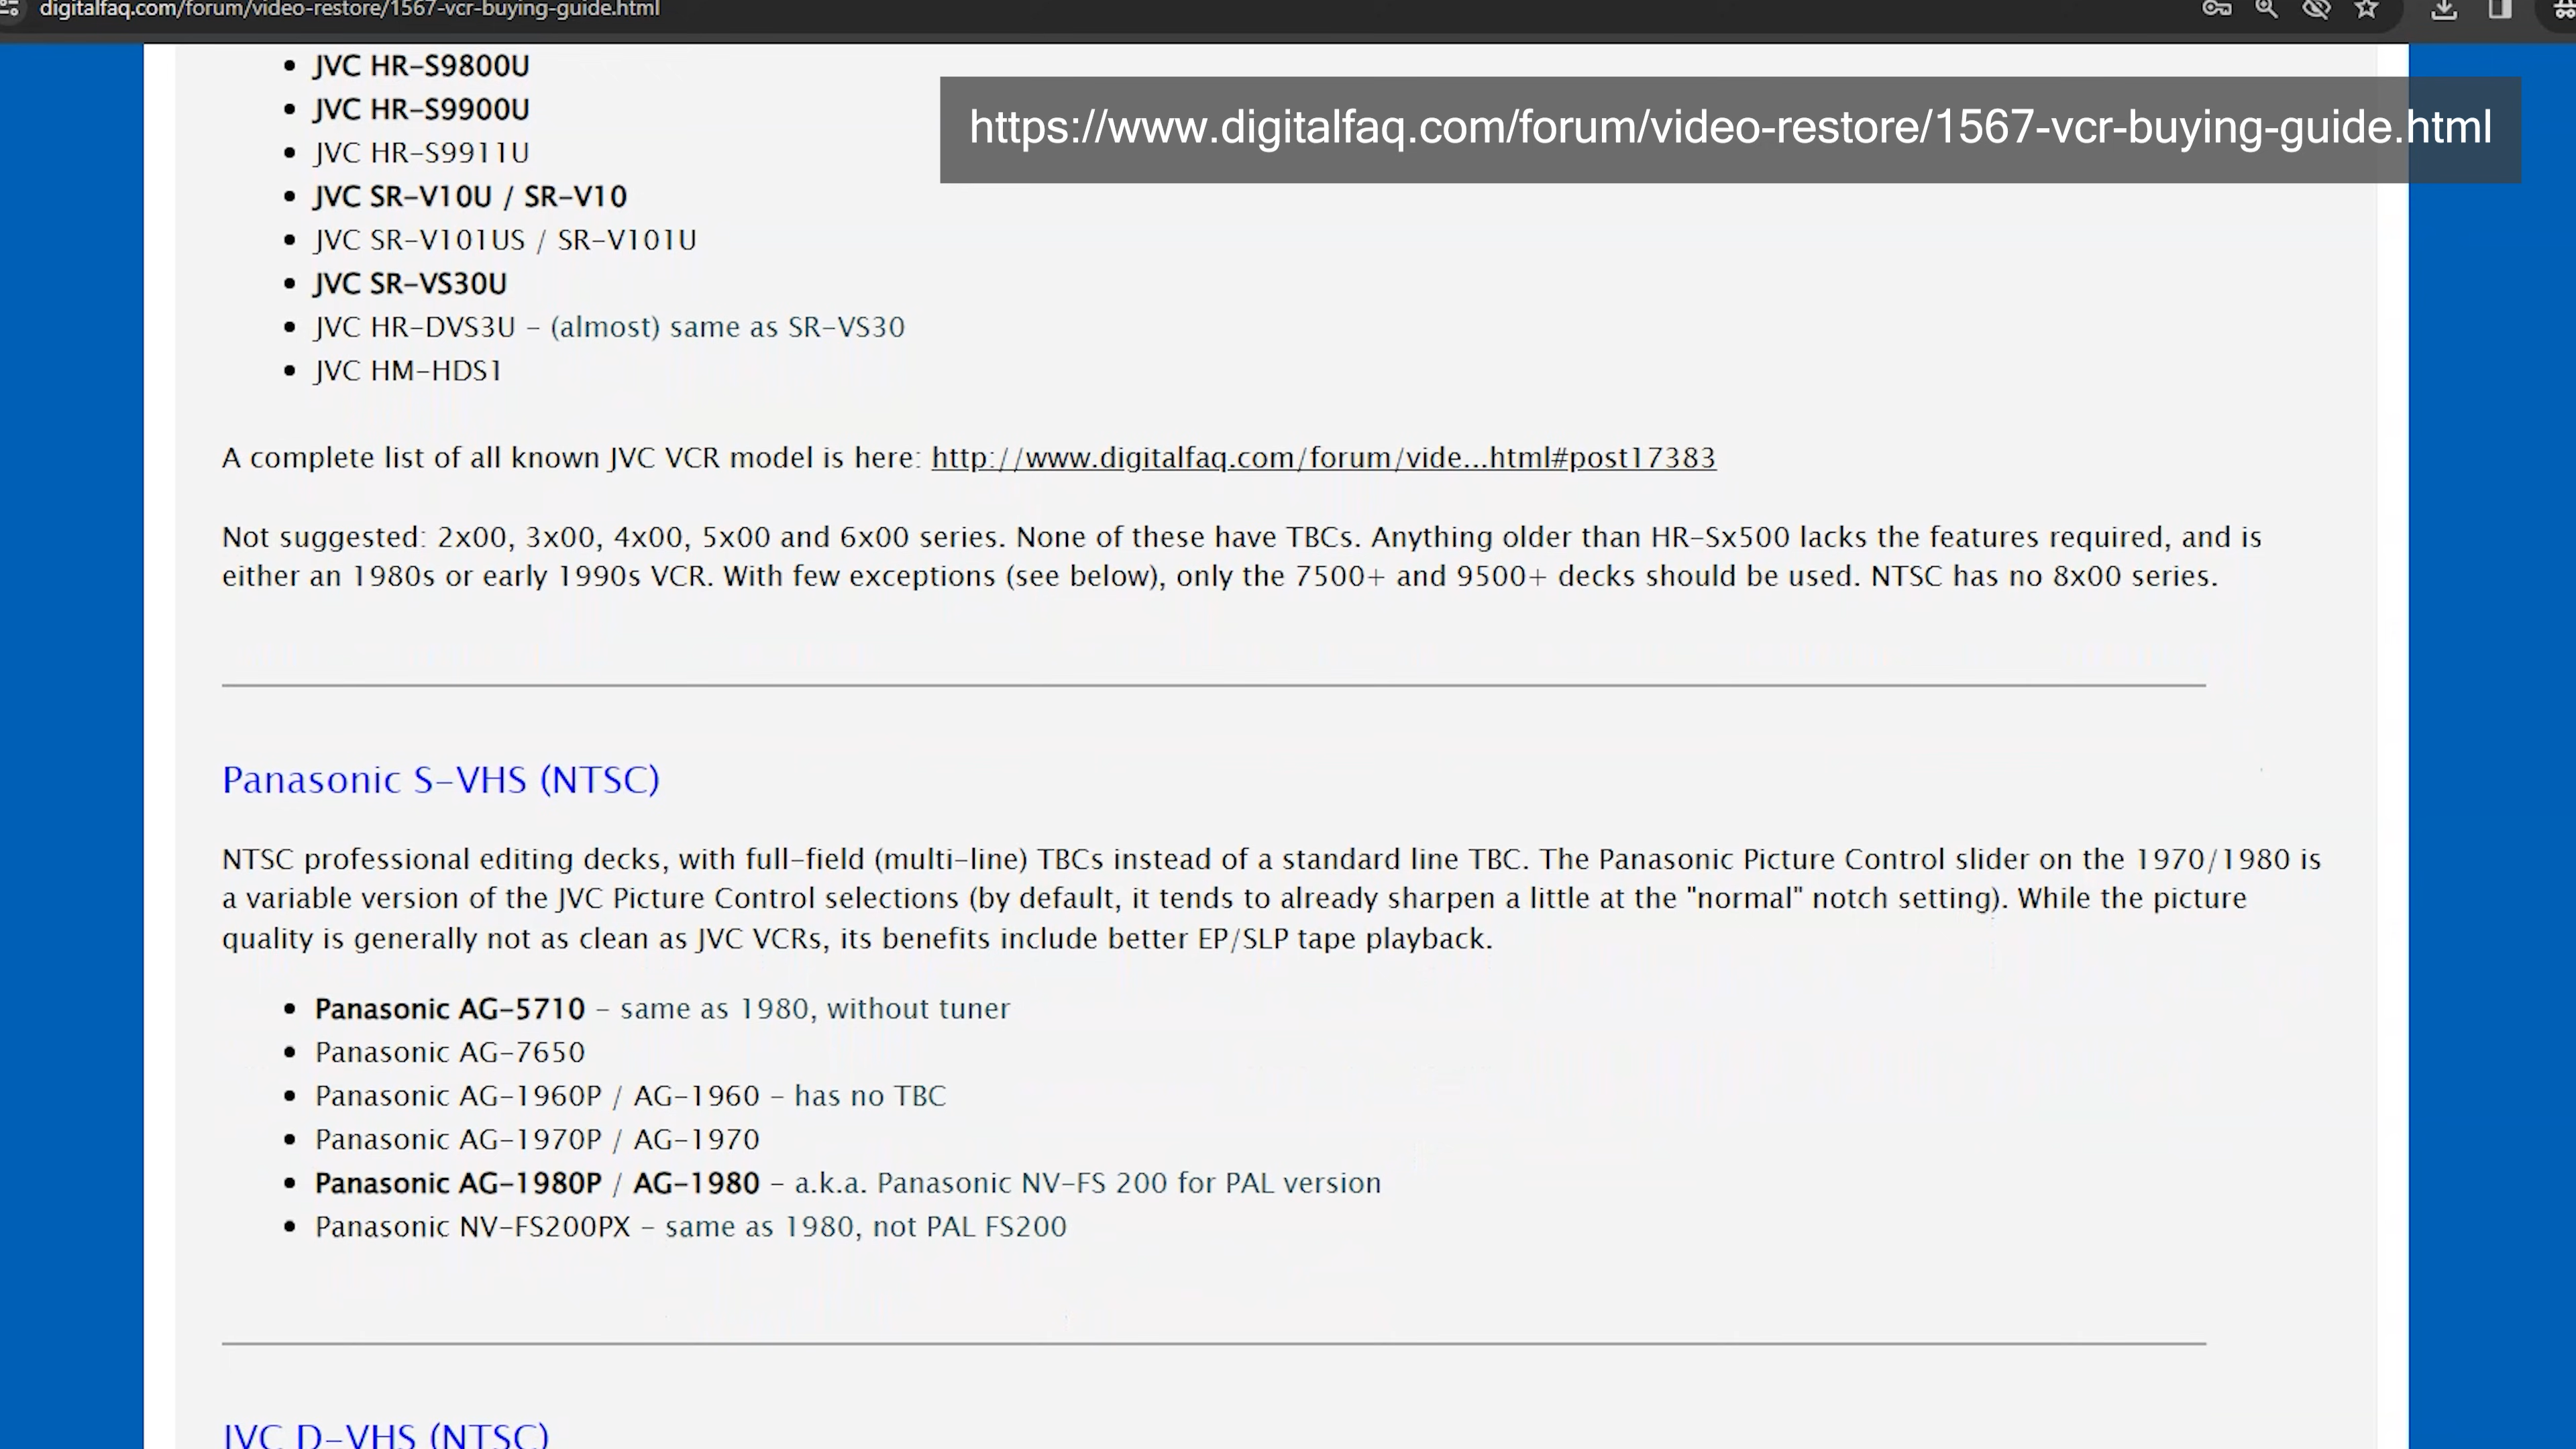 digitalfaq.com/forum/video-restore/1567-vcr-buying-guide.html
• JVC HR-S9800U
https://www.digitalfaq.com/forum/video-restore/1567-vcr-buying-guide.html
• JVC HR-S9900U
• JVC HR-S9911U
• JVC SR-V10U / SR-V10
• JVC SR-V101US / SR-V101U
• JVC SR-VS30U
• JVC HR-DVS3U - (almost) same as SR-VS30
• JVC HM-HDS1
A complete list of all known JVC VCR model is here: http://www.digitalfaq.com/forum/vide...html#post17383
Not suggested: 2x00, 3x00, 4x00, 5x00 and 6x00 series. None of these have TBCs. Anything older than HR-Sx500 lacks the features required, and is
either an 1980s or early 1990s VCR. With few exceptions (see below), only the 7500+ and 9500+ decks should be used. NTSC has no 8x00 series.
Panasonic S-VHS (NTSC)
NTSC professional editing decks, with full-field (multi-line) TBCs instead of a standard line TBC. The Panasonic Picture Control slider on the 1970/1980 is
a variable version of the JVC Picture Control selections (by default, it tends to already sharpen a little at the "normal" notch setting). While the picture
quality is generally not as clean as JVC VCRs, its benefits include better EP/SLP tape playback.
• Panasonic AG-5710 - same as 1980, without tuner
• Panasonic AG-7650
• Panasonic AG-1960P / AG-1960 - has no TBC
• Panasonic AG-1970P / AG-1970
• Panasonic AG-1980P / AG-1980 - a.k.a. Panasonic NV-FS 200 for PAL version
• Panasonic NV-FS200PX - same as 1980, not PAL FS200
JVC D-VHS (NTSC)